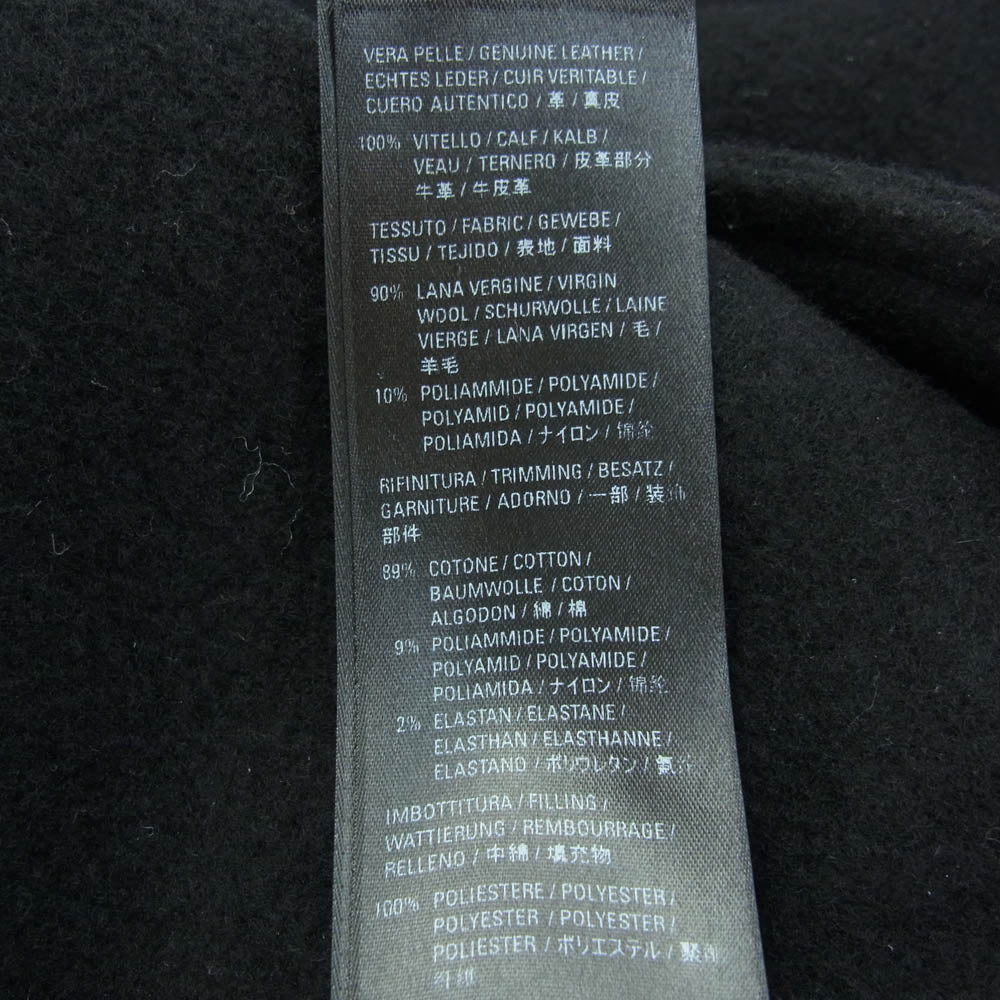 VERA PELLE / GENUINE LEATHER /
ECHTES LEDER / CUIR VERITABLE /
CUERO AUTENTICO / 革 / 真皮
100% VITELLO / CALF / KALB /
VEAU / TERNERO / 皮革部分
牛革 / 牛皮革
TESSUTO / FABRIC / GEWEBE /
TISSU / TEJIDO / 表地 / 面料
90% LANA VERGINE / VIRGIN
WOOL / SCHURWOLLE / LAINE
VIERGE / LANA VIRGEN / 毛 /
羊毛
10% POLIAMMIDE / POLYAMIDE /
POLYAMID / POLYAMIDE /
POLIAMIDA / ナイロン / 锦纶
RIFINITURA / TRIMMING / BESATZ /
GARNITURE / ADORNO / 一部 / 装饰
部件
89% COTONE / COTTON /
BAUMWOLLE / COTON /
ALGODON / 綿 / 棉
9% POLIAMMIDE / POLYAMIDE /
POLYAMID / POLYAMIDE /
POLIAMIDA / ナイロン / 锦纶
2% ELASTAN / ELASTANE /
ELASTHAN / ELASTHANNE /
ELASTANO / ポリウレタン / 氨纶
IMBOTTITURA / FILLING /
WATTIERUNG / REMBOURRAGE /
RELLENO / 中綿 / 填充物
100% POLIESTERE / POLYESTER /
POLYESTER / POLYESTER /
POLIESTER / ポリエステル /